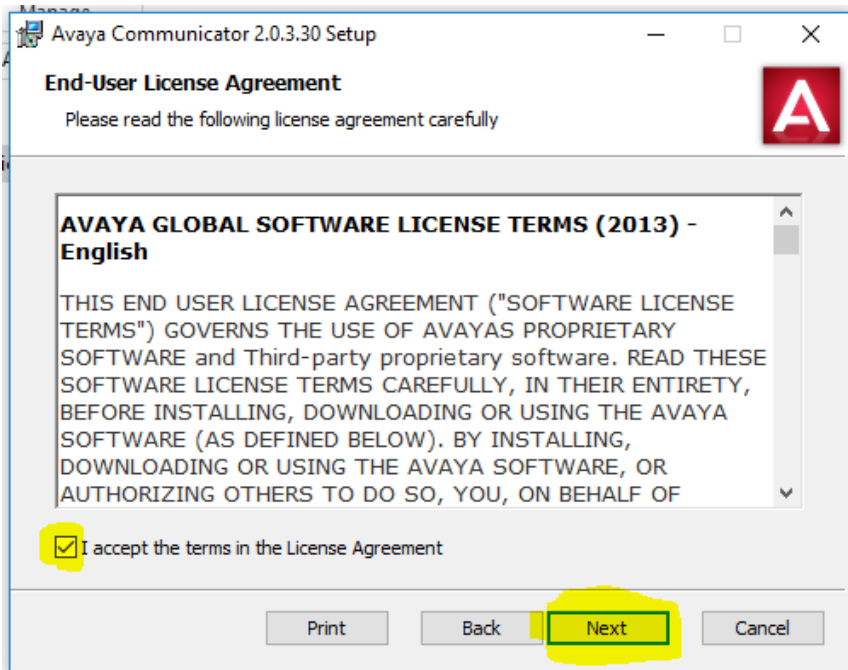 Manage
Avaya Communicator 2.0.3.30 Setup
End-User License Agreement
Please read the following license agreement carefully
AVAYA GLOBAL SOFTWARE LICENSE TERMS (2013) -
English
THIS END USER LICENSE AGREEMENT ("SOFTWARE LICENSE
TERMS") GOVERNS THE USE OF AVAYAS PROPRIETARY
SOFTWARE and Third-party proprietary software. READ THESE
SOFTWARE LICENSE TERMS CAREFULLY, IN THEIR ENTIRETY,
BEFORE INSTALLING, DOWNLOADING OR USING THE AVAYA
SOFTWARE (AS DEFINED BELOW). BY INSTALLING,
DOWNLOADING OR USING THE AVAYA SOFTWARE, OR
AUTHORIZING OTHERS TO DO SO, YOU, ON BEHALF OF
I accept the terms in the License Agreement
Print Back Next Cancel